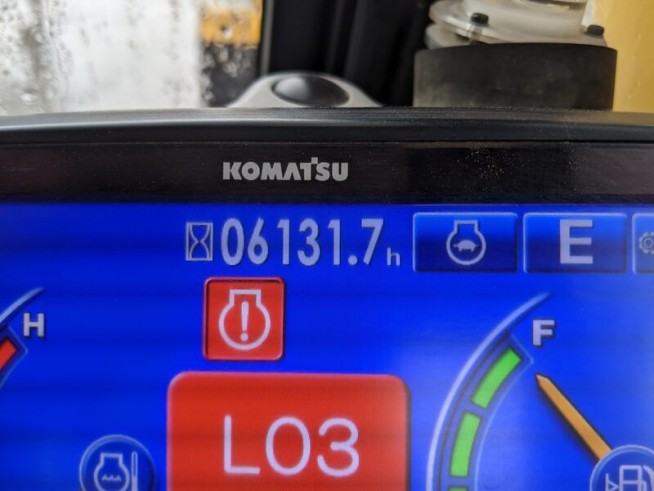 KOMATSU
06131.7h
E
H
F
!
L03